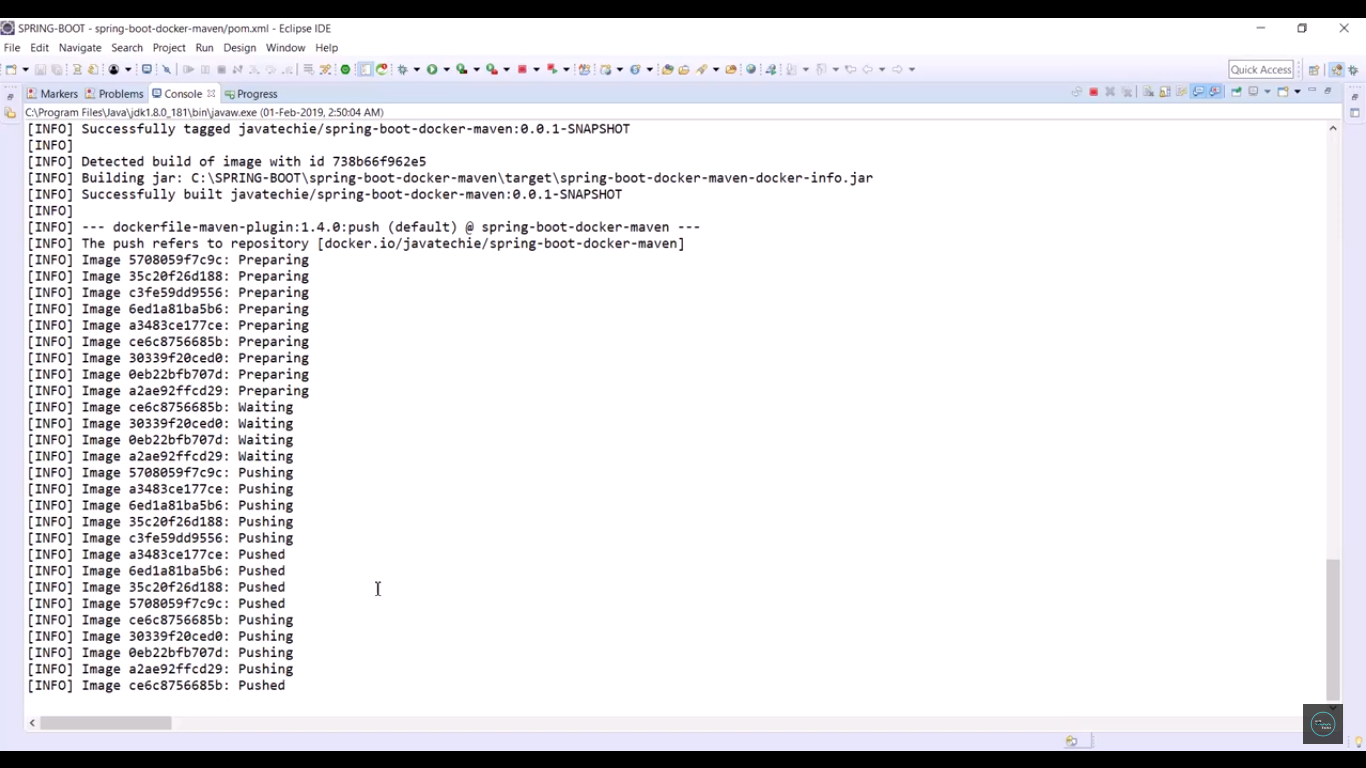 SPRING-BOOT - spring-boot-docker-maven/pom.xml - Eclipse IDE
File Edit Navigate Search Project Run Design Window Help
Quick Access
Markers Problems Console Progress
C:\Program Files\Java\jdk1.8.0_181\bin\javaw.exe (01-Feb-2019, 2:50:04 AM)
[INFO] Successfully tagged javatechie/spring-boot-docker-maven:0.0.1-SNAPSHOT
[INFO]
[INFO] Detected build of image with id 738b66f962e5
[INFO] Building jar: C:\SPRING-BOOT\spring-boot-docker-maven\target\spring-boot-docker-maven-docker-info.jar
[INFO] Successfully built javatechie/spring-boot-docker-maven:0.0.1-SNAPSHOT
[INFO]
[INFO] --- dockerfile-maven-plugin:1.4.0:push (default) @ spring-boot-docker-maven ---
[INFO] The push refers to repository [docker.io/javatechie/spring-boot-docker-maven]
[INFO] Image 5708059f7c9c: Preparing
[INFO] Image 35c20f26d188: Preparing
[INFO] Image c3fe59dd9556: Preparing
[INFO] Image 6ed1a81ba5b6: Preparing
[INFO] Image a3483ce177ce: Preparing
[INFO] Image ce6c8756685b: Preparing
[INFO] Image 30339f20ced0: Preparing
[INFO] Image 0eb22bfb707d: Preparing
[INFO] Image a2ae92ffcd29: Preparing
[INFO] Image ce6c8756685b: Waiting
[INFO] Image 30339f20ced0: Waiting
[INFO] Image 0eb22bfb707d: Waiting
[INFO] Image a2ae92ffcd29: Waiting
[INFO] Image 5708059f7c9c: Pushing
[INFO] Image a3483ce177ce: Pushing
[INFO] Image 6ed1a81ba5b6: Pushing
[INFO] Image 35c20f26d188: Pushing
[INFO] Image c3fe59dd9556: Pushing
[INFO] Image a3483ce177ce: Pushed
[INFO] Image 6ed1a81ba5b6: Pushed
[INFO] Image 35c20f26d188: Pushed
[INFO] Image 5708059f7c9c: Pushed
[INFO] Image ce6c8756685b: Pushing
[INFO] Image 30339f20ced0: Pushing
[INFO] Image 0eb22bfb707d: Pushing
[INFO] Image a2ae92ffcd29: Pushing
[INFO] Image ce6c8756685b: Pushed